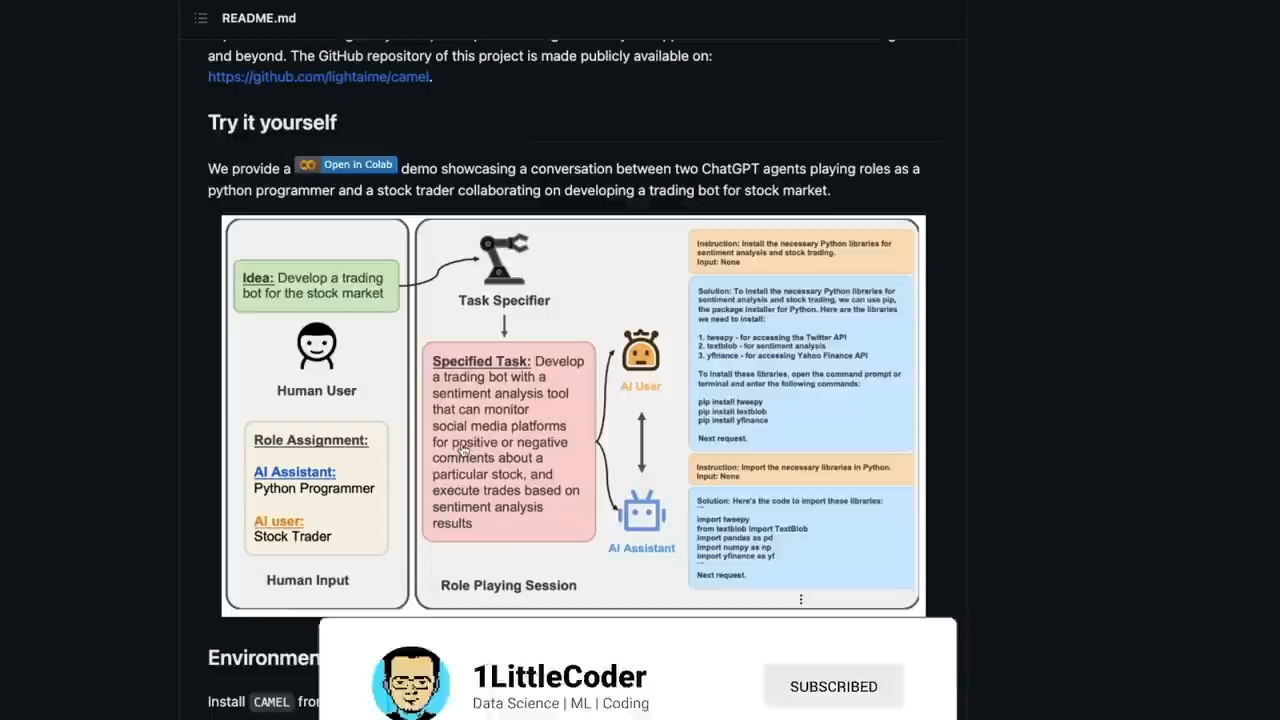 README.md
and beyond. The GitHub repository of this project is made publicly available on:
https://github.com/lightaime/camel.
Try it yourself
We provide a Open in Colab demo showcasing a conversation between two ChatGPT agents playing roles as a
python programmer and a stock trader collaborating on developing a trading bot for stock market.
Idea: Develop a trading
bot for the stock market
Human User
Role Assignment:
AI Assistant:
Python Programmer
AI user:
Stock Trader
Human Input
Task Specifier
Specified Task: Develop
a trading bot with a
sentiment analysis tool
that can monitor
social media platforms
for positive or negative
comments about a
particular stock, and
execute trades based on
sentiment analysis
results
Role Playing Session
AI User
AI Assistant
Instruction: Install the necessary Python libraries for
sentiment analysis and stock trading.
Input: None
Solution: To install the necessary Python libraries for
sentiment analysis and stock trading, we can use pip,
the package installer for Python. Here are the libraries
we need to install:
1. tweepy - for accessing the Twitter API
2. textblob - for sentiment analysis
3. yfinance - for accessing Yahoo Finance API
To install these libraries, open the command prompt or
terminal and enter the following commands:
pip install tweepy
pip install textblob
pip install yfinance
Next request.
Instruction: Import the necessary libraries in Python.
Input: None
Solution: Here's the code to import these libraries:
import tweepy
from textblob import TextBlob
import pandas as pd
import numpy as np
import yfinance as yf
Next request.
Environmen
Install CAMEL fro
1LittleCoder
Data Science | ML | Coding
SUBSCRIBED